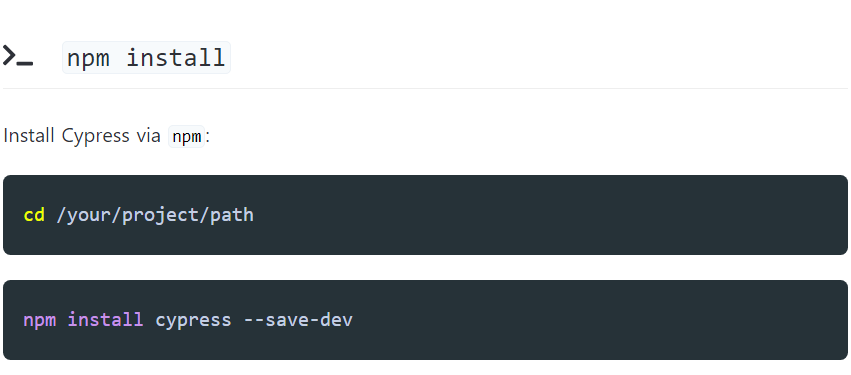 npm install
Install Cypress via npm:
cd /your/project/path
npm install cypress --save-dev